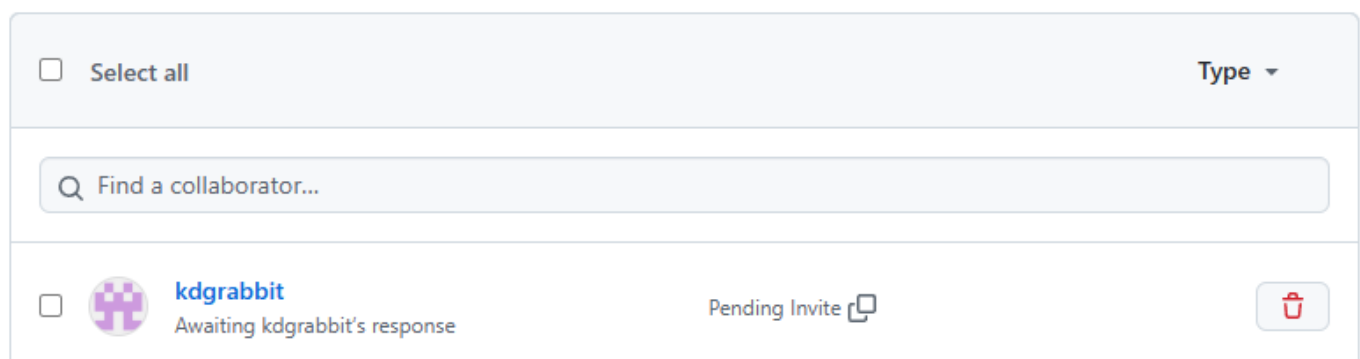 Select all
Type
Find a collaborator...
kdgrabbit
Awaiting kdgrabbit's response
Pending Invite